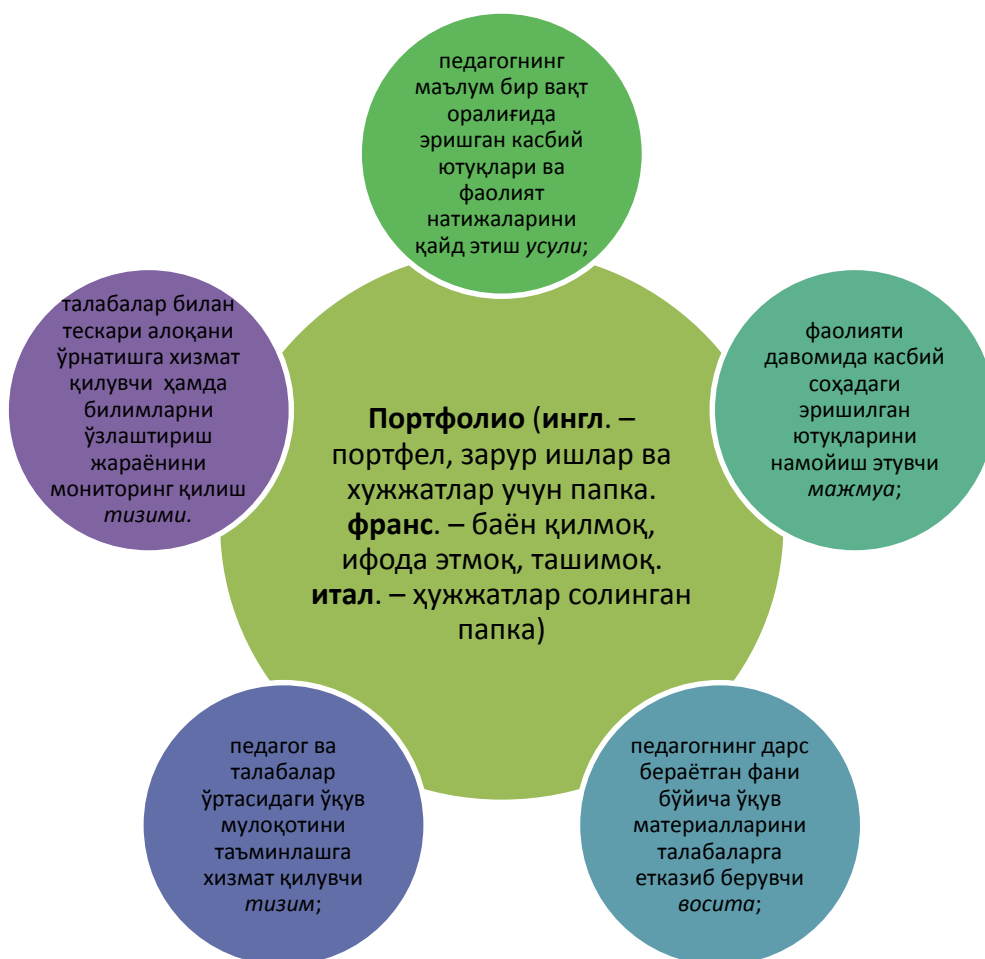 педагогнинг
маълум бир вақт
оралиғида
эришган касбий
ютуқлари ва
фаолият
натижаларини
қайд этиш усули;
фаолияти
давомида касбий
соҳадаги
эришилган
ютуқларини
намойиш этувчи
мажмуа;
педагогнинг дарс
бераётган фани
бўйича ўқув
материалларини
талабаларга
етказиб берувчи
восита;
педагог ва
талабалар
ўртасидаги ўқув
мулоқотини
таъминлашга
хизмат қилувчи
тизим;
талабалар билан
тескари алоқани
ўрнатишга хизмат
қилувчи ҳамда
билимларни
ўзлаштириш
жараёнини
мониторинг қилиш
тизими.
Портфолио (ингл. –
портфел, зарур ишлар ва
хужжатлар учун папка.
франс. – баён қилмоқ,
ифода этмоқ, ташимоқ.
итал. – ҳужжатлар солинган
папка)